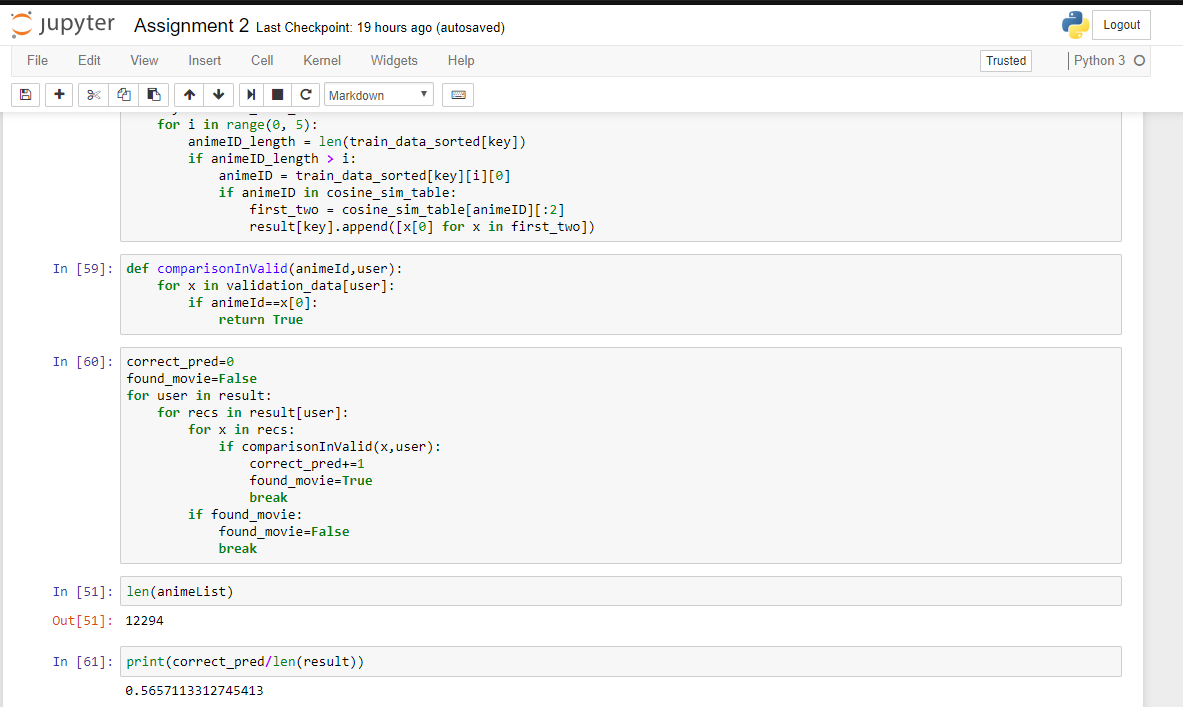 jupyter Assignment 2 Last Checkpoint: 19 hours ago (autosaved) Logout
File Edit View Insert Cell Kernel Widgets Help Trusted Python 3
Markdown
for i in range(0, 5):
animeID_length = len(train_data_sorted[key])
if animeID_length > i:
animeID = train_data_sorted[key][i][0]
if animeID in cosine_sim_table:
first_two = cosine_sim_table[animeID][:2]
result[key].append([x[0] for x in first_two])
In [59]: def comparisonInValid(animeId,user):
for x in validation_data[user]:
if animeId==x[0]:
return True
In [60]: correct_pred=0
found_movie=False
for user in result:
for recs in result[user]:
for x in recs:
if comparisonInValid(x,user):
correct_pred+=1
found_movie=True
break
if found_movie:
found_movie=False
break
In [51]: len(animeList)
Out[51]: 12294
In [61]: print(correct_pred/len(result))
0.5657113312745413